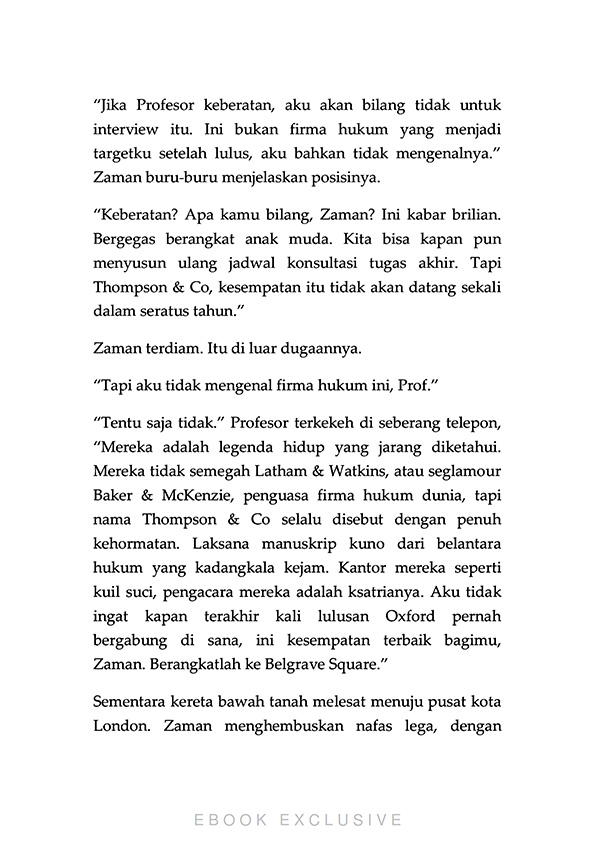 “Jika Profesor keberatan, aku akan bilang tidak untuk
interview itu. Ini bukan firma hukum yang menjadi
targetku setelah lulus, aku bahkan tidak mengenalnya.”
Zaman buru-buru menjelaskan posisinya.
“Keberatan? Apa kamu bilang, Zaman? Ini kabar brilian.
Bergegas berangkat anak muda. Kita bisa kapan pun
menyusun ulang jadwal konsultasi tugas akhir. Tapi
Thompson & Co, kesempatan itu tidak akan datang sekali
dalam seratus tahun.”
Zaman terdiam. Itu di luar dugaannya.
“Tapi aku tidak mengenal firma hukum ini, Prof.”
“Tentu saja tidak.” Profesor terkekeh di seberang telepon,
“Mereka adalah legenda hidup yang jarang diketahui.
Mereka tidak semegah Latham & Watkins, atau seglamour
Baker & McKenzie, penguasa firma hukum dunia, tapi
nama Thompson & Co selalu disebut dengan penuh
kehormatan. Laksana manuskrip kuno dari belantara
hukum yang kadangkala kejam. Kantor mereka seperti
kuil suci, pengacara mereka adalah ksatrianya. Aku tidak
ingat kapan terakhir kali lulusan Oxford pernah
bergabung di sana, ini kesempatan terbaik bagimu,
Zaman. Berangkatlah ke Belgrave Square.”
Sementara kereta bawah tanah melesat menuju pusat kota
London. Zaman menghembuskan nafas lega, dengan
EBOOK EXCLUSIVE